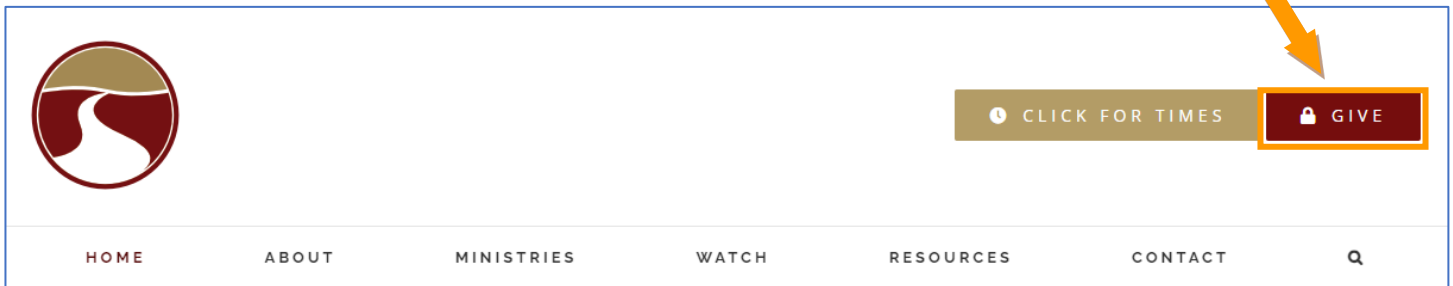 CLICK FOR TIMES GIVE
HOME ABOUT MINISTRIES WATCH RESOURCES CONTACT